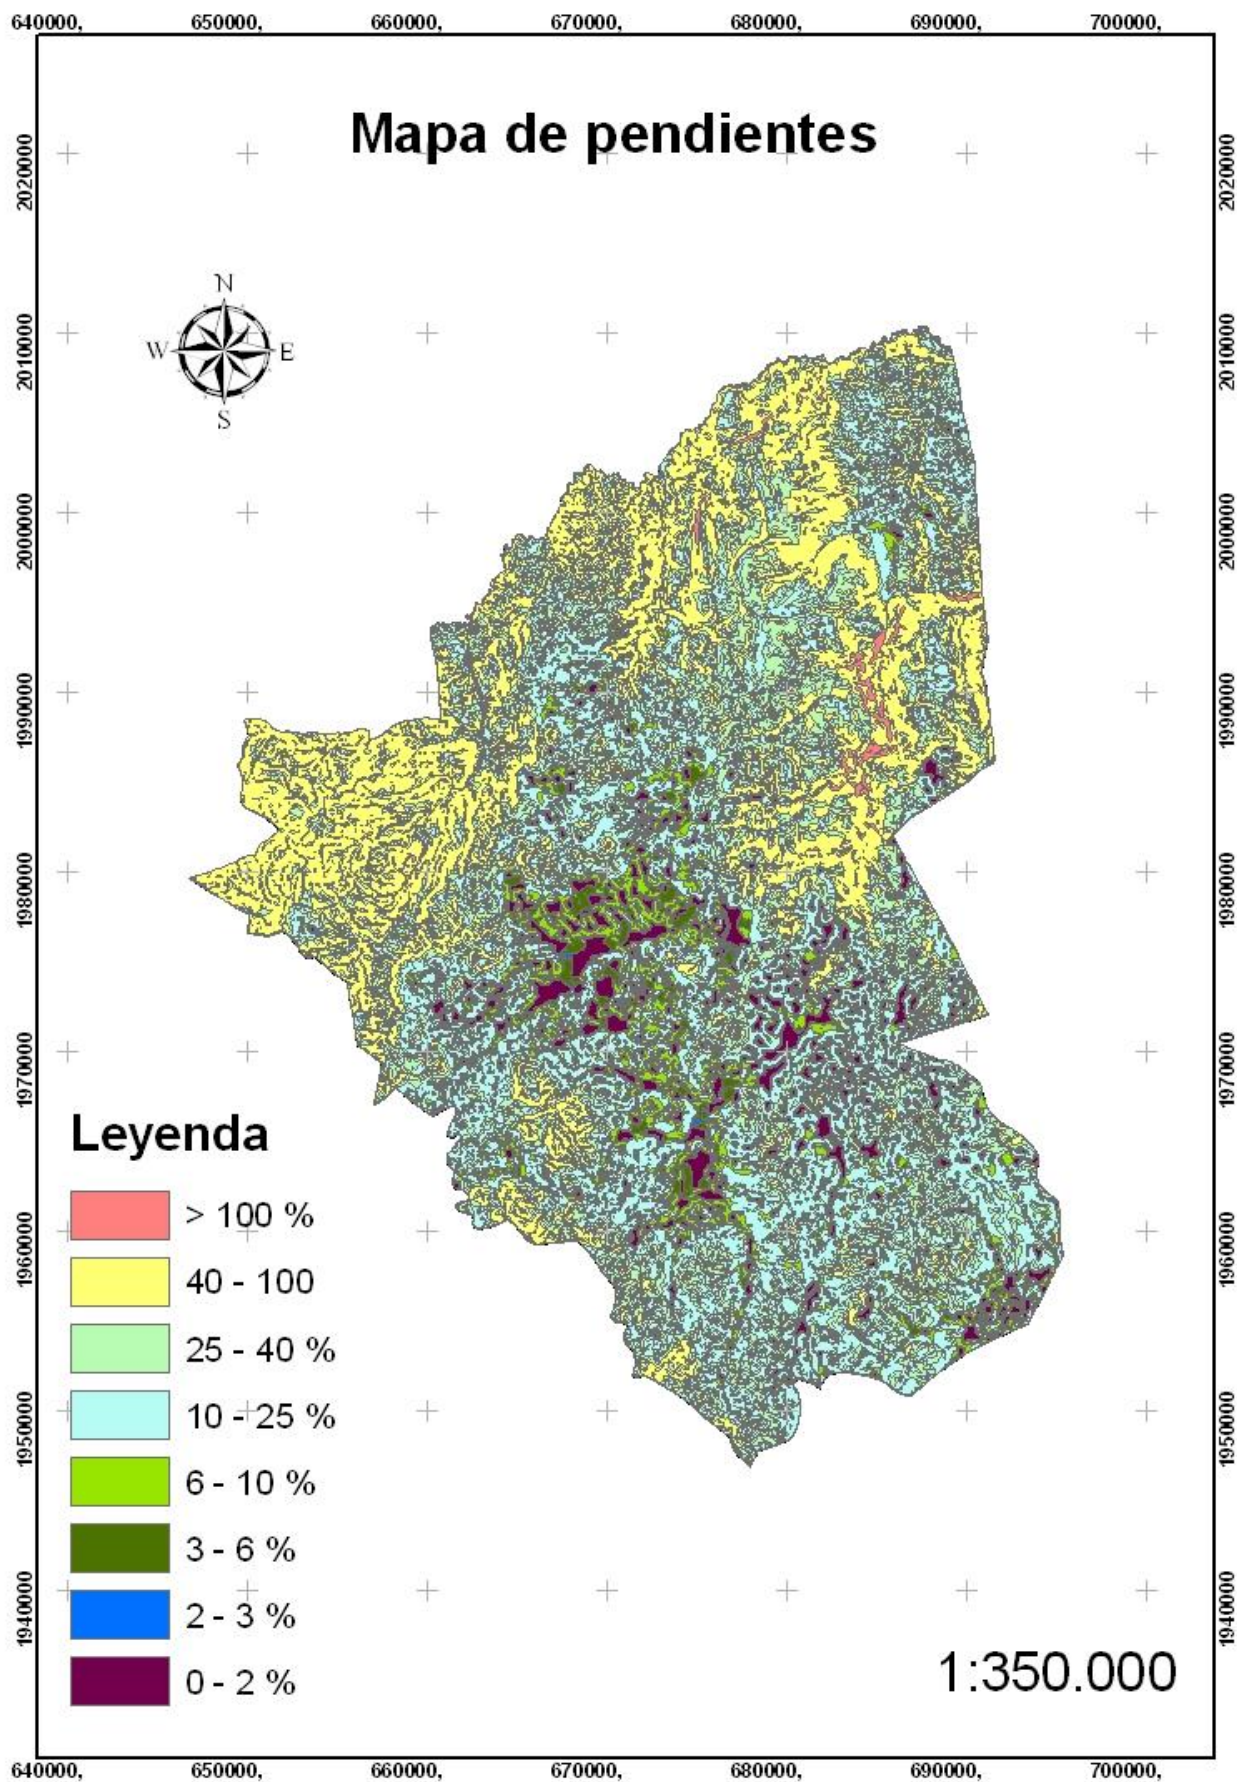 640000, 650000, 660000, 670000, 680000, 690000, 700000,
Mapa de pendientes
2020000 2020000
N
W E
S
2010000 2010000
2000000 2000000
1990000 1990000
1980000 1980000
1970000 1970000
Leyenda
> 100 %
40 - 100
1960000 1960000
25 - 40 %
10 - 25 %
1950000 1950000
6 - 10 %
3 - 6 %
2 - 3 %
1940000 1940000
0 - 2 %
1:350.000
640000, 650000, 660000, 670000, 680000, 690000, 700000,